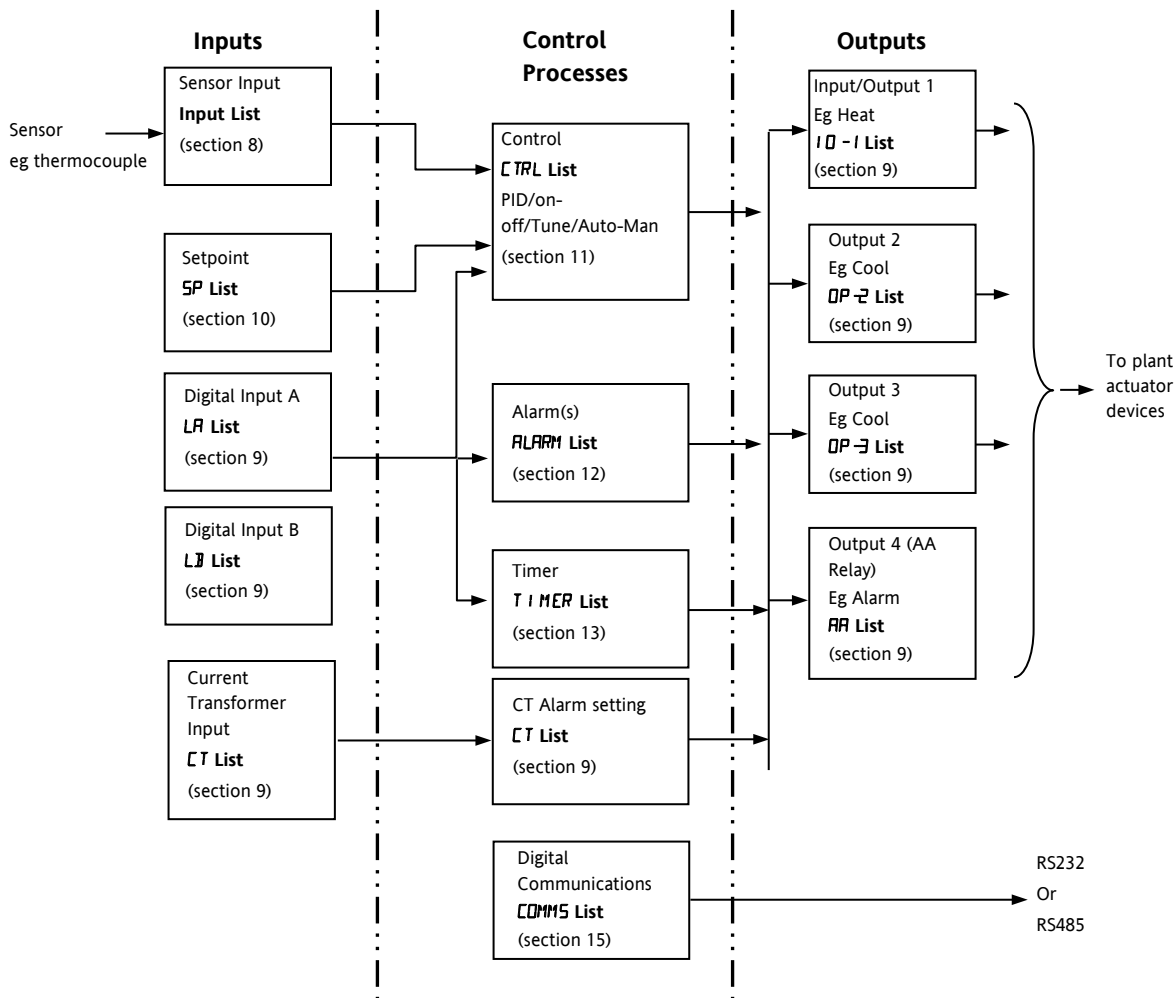 Inputs
Control
Processes
Outputs
Sensor
eg thermocouple
Sensor Input
Input List
(section 8)
Setpoint
SP List
(section 10)
Digital Input A
LA List
(section 9)
Digital Input B
LB List
(section 9)
Current
Transformer
Input
CT List
(section 9)
Control
CTRL List
PID/on-
off/Tune/Auto-Man
(section 11)
Alarm(s)
ALARM List
(section 12)
Timer
TIMER List
(section 13)
CT Alarm setting
CT List
(section 9)
Digital
Communications
COMMS List
(section 15)
Input/Output 1
Eg Heat
IO-1 List
(section 9)
Output 2
Eg Cool
OP-2 List
(section 9)
Output 3
Eg Cool
OP-3 List
(section 9)
Output 4 (AA
Relay)
Eg Alarm
AA List
(section 9)
To plant
actuator
devices
RS232
Or
RS485